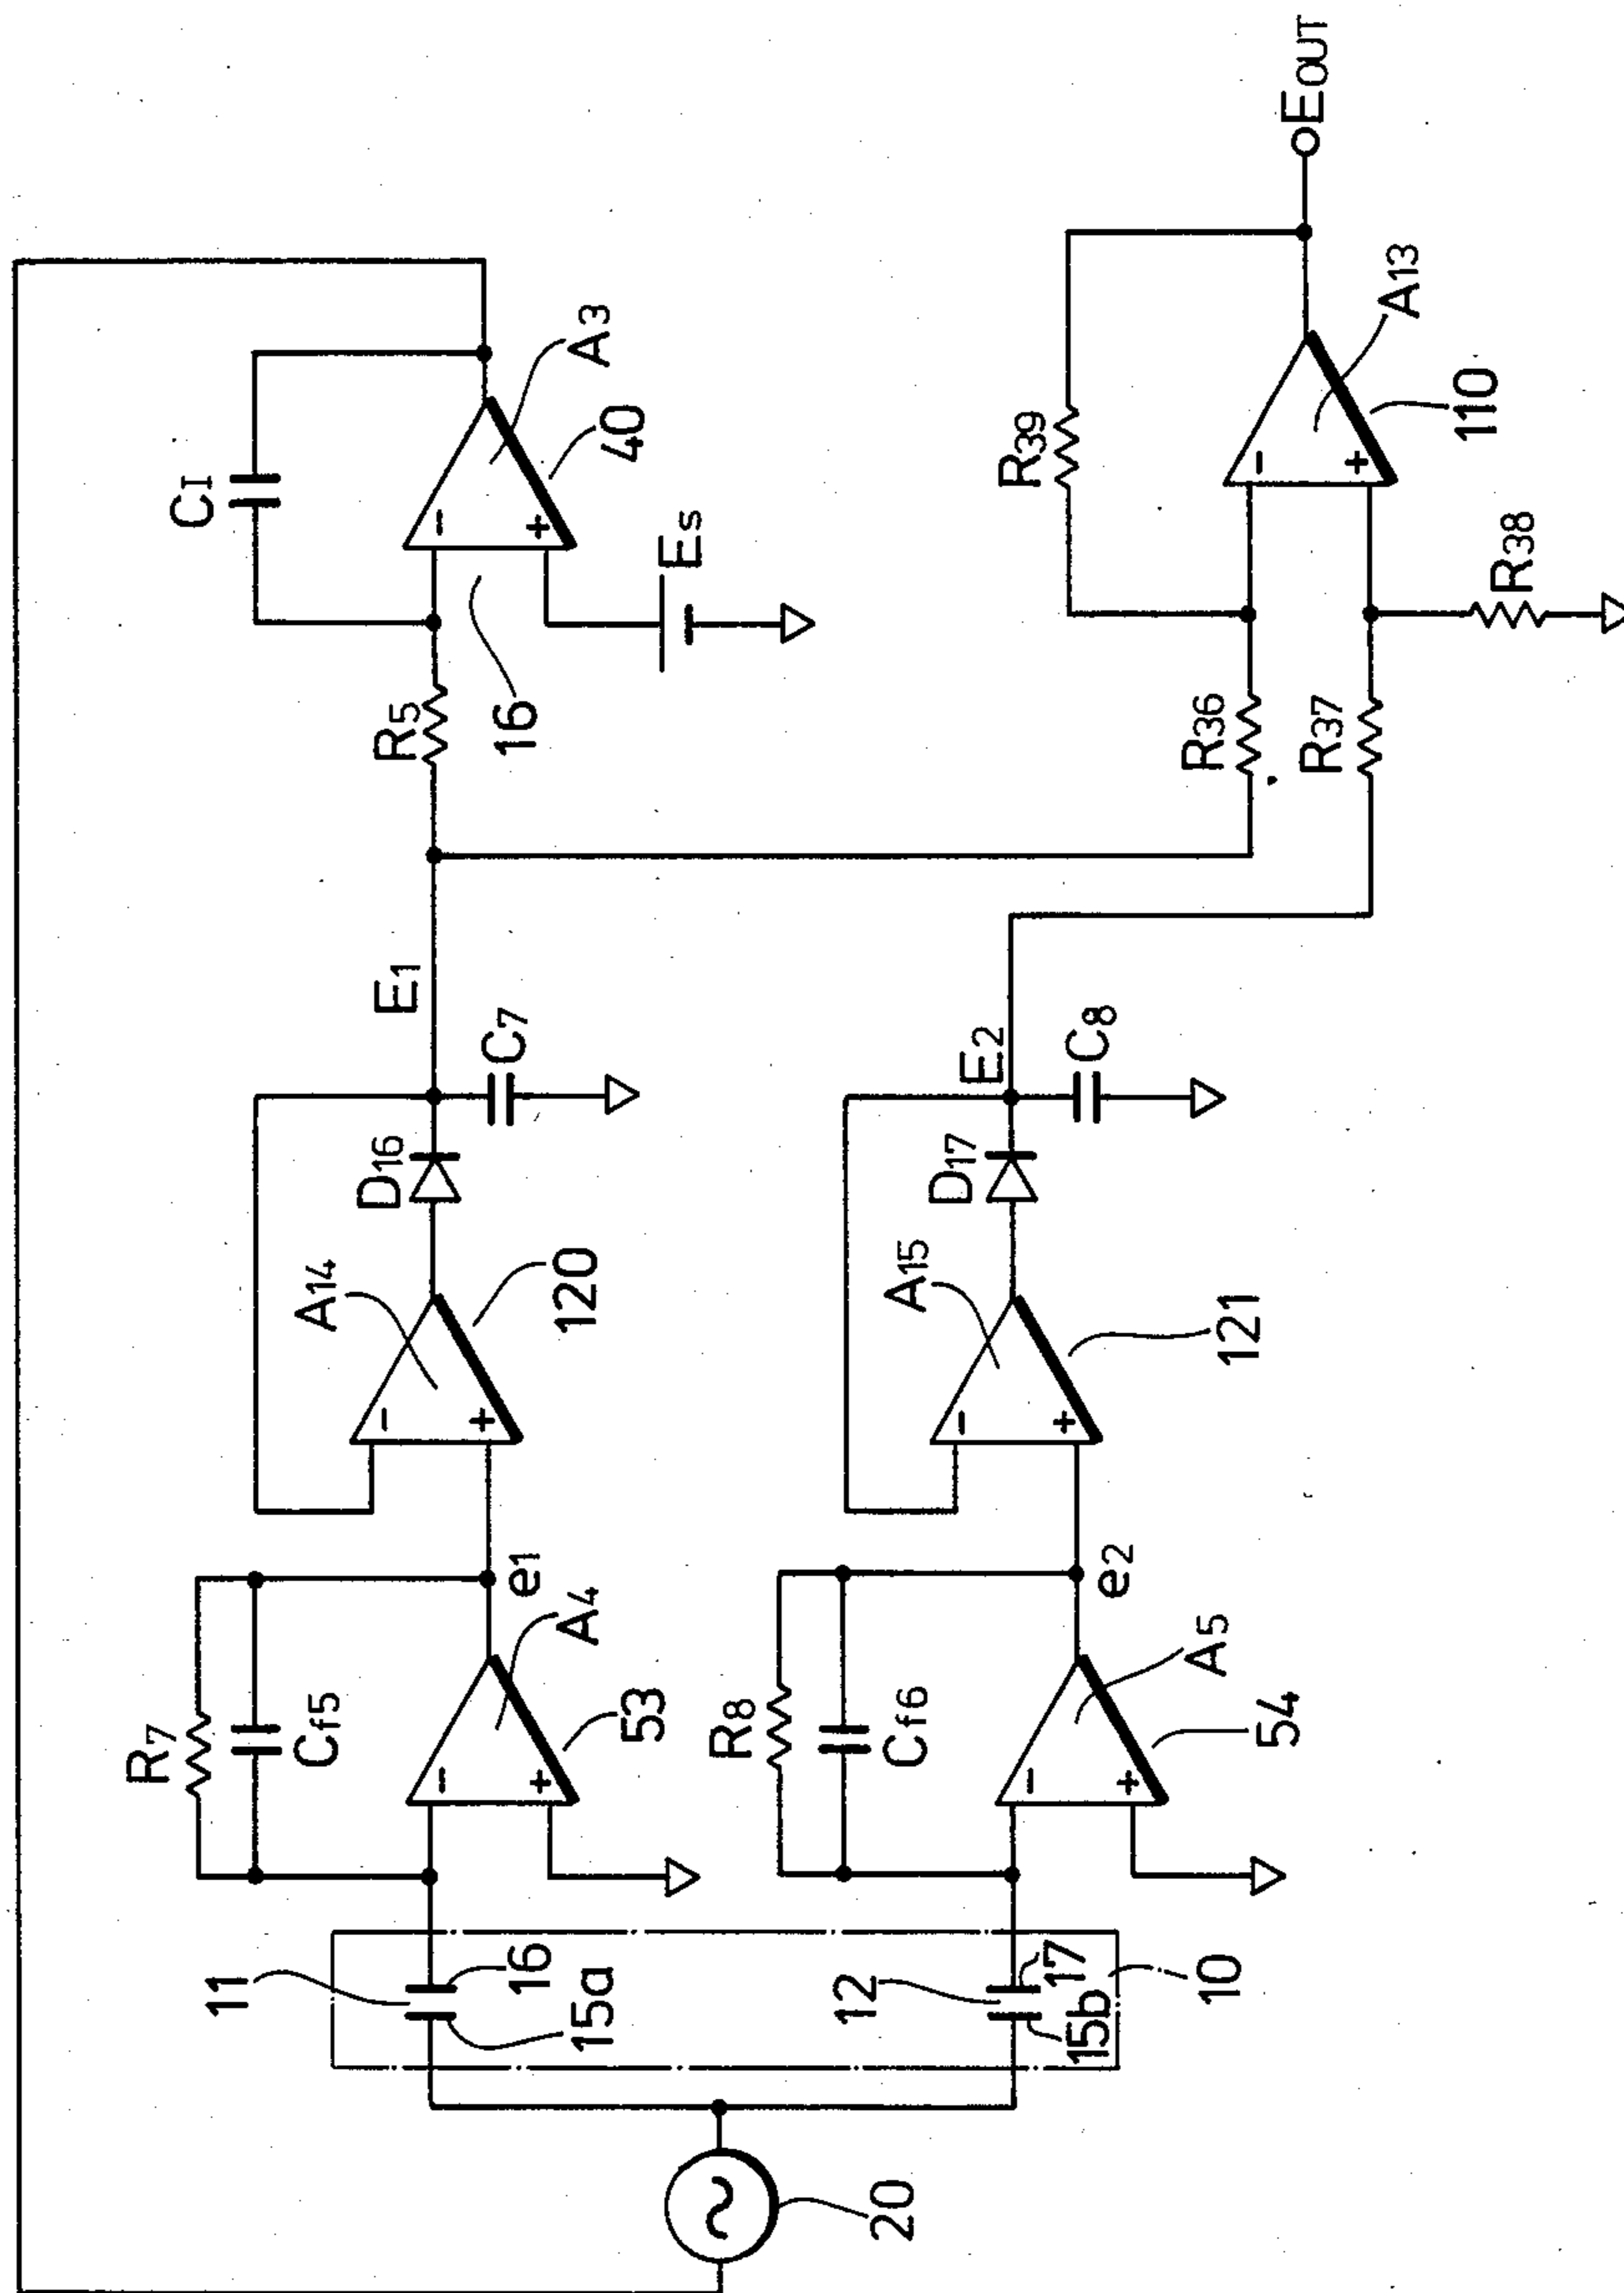 CI
A3
40
R5
16
Es
EOUT
R39
A13
110
R36
R37
R38
E1
D16
C7
A14
120
E2
D17
C8
A15
121
R7
Cf5
e1
A4
53
R8
Cf6
e2
A5
54
11
16
15a
12
17
15b
10
20
-
+
-
+
-
+
-
+
-
+
-
+